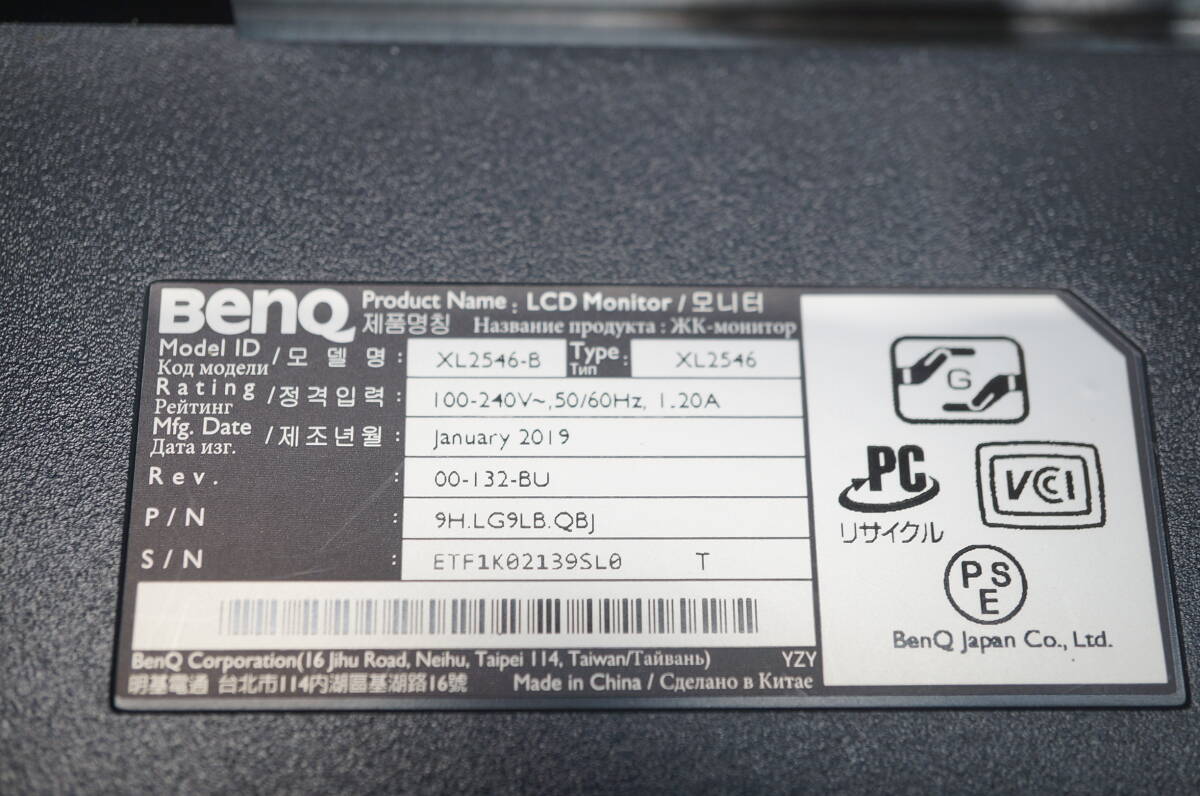 BenQ
Product Name : LCD Monitor / 모니터
제품명칭 Название продукта : ЖК-монитор
Model ID / 모 델 명 : XL2546-B Type : XL2546
Код модели Тип
Rating / 정격입력 : 100-240V~,50/60Hz, 1.20A
Рейтинг
Mfg. Date / 제조년월 : January 2019
Дата изг.
Rev. : 00-132-BU
P/N : 9H.LG9LB.QBJ
S/N : ETF1K02139SL0 T
BenQ Corporation(16 Jihu Road, Neihu, Taipei 114, Taiwan/Тайвань) YZY
明基電通 台北市114內湖區基湖路16號 Made in China / Сделано в Китае
G
PC
リサイクル
VCCI
PSE
BenQ Japan Co., Ltd.